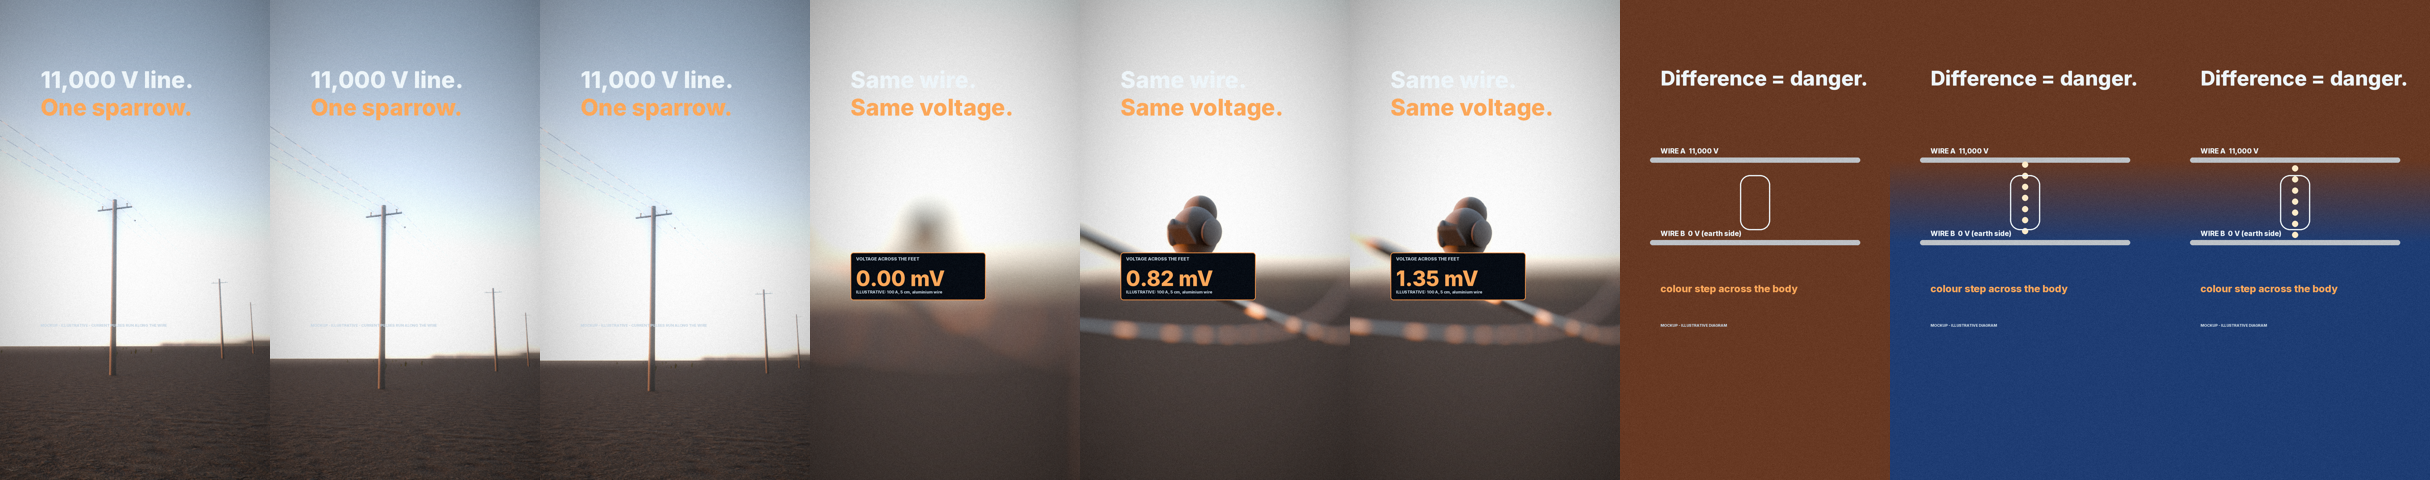 11,000 V line.
One sparrow.
11,000 V line.
One sparrow.
11,000 V line.
One sparrow.
Same wire.
Same voltage.
VOLTAGE ACROSS THE FEET
0.00 mV
ILLUSTRATIVE: 100 A, 5 cm, aluminium wire
Same wire.
Same voltage.
VOLTAGE ACROSS THE FEET
0.82 mV
ILLUSTRATIVE: 100 A, 5 cm, aluminium wire
Same wire.
Same voltage.
VOLTAGE ACROSS THE FEET
1.35 mV
ILLUSTRATIVE: 100 A, 5 cm, aluminium wire
Difference = danger.
WIRE A 11,000 V
WIRE B 0 V (earth side)
colour step across the body
MOCKUP - ILLUSTRATIVE DIAGRAM
Difference = danger.
WIRE A 11,000 V
WIRE B 0 V (earth side)
colour step across the body
MOCKUP - ILLUSTRATIVE DIAGRAM
Difference = danger.
WIRE A 11,000 V
WIRE B 0 V (earth side)
colour step across the body
MOCKUP - ILLUSTRATIVE DIAGRAM